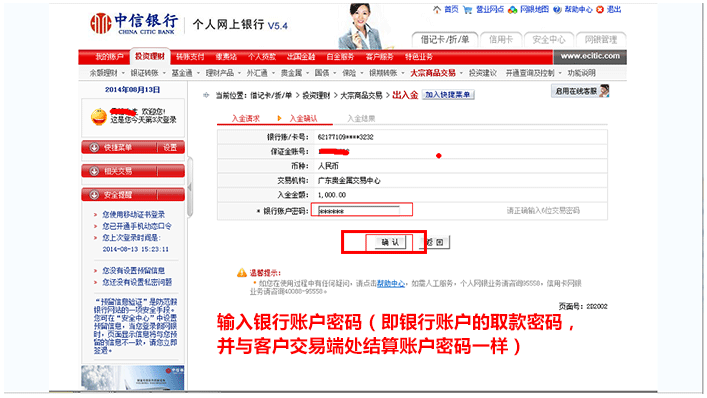 首页 营业网点 网银地图 帮助中心 退出
中信银行 个人网上银行 V5.4
CHINA CITIC BANK
借记卡/折/单 信用卡 安全中心 网银管理
我的账户 投资理财 转账支付 缴费站 个人贷款 出国金融 白金服务 客户服务 特色业务 www.ecitic.com
余额理财 银证转账 基金通 理财产品 外汇通 贵金属 国债 保险 银期转账 大宗商品交易 投资建议 开通查询及控制 功能说明
2014年08月13日
当前位置：借记卡/折/单 > 投资理财 > 大宗商品交易 > 出入金 加入快捷菜单
启用在线客服
欢迎您!
这是您今天第3次登录
快捷菜单 设置
相关交易
安全提醒
您使用移动证书登录
您已开通手机动态口令
您上次登录时间是:
2014-08-13 15:23:11
您没有设置预留信息
您还没有设置私密问题
“预留信息验证”是防范假
银行网站的一项安全手段。
您可在“安全中心”中设置
预留信息，当您登录假网银
时，页面显示信息将与您预
留的信息不一致，请您立即
退出。
入金请求 入金确认 入金结果
银行账/卡号： 62177109****3232
保证金账号：
币种： 人民币
交易机构： 广东贵金属交易中心
入金金额： 1,000.00
* 银行账户密码： ****** 请正确输入6位交易密码
确 认 返 回
温馨提示：
* 如您在使用过程中有任何疑问，请点击帮助中心，如需人工服务，个人网银业务请咨询95558，信用卡网银
业务请咨询40088-95558。
页面号：282002
输入银行账户密码（即银行账户的取款密码，
并与客户交易端处结算账户密码一样）